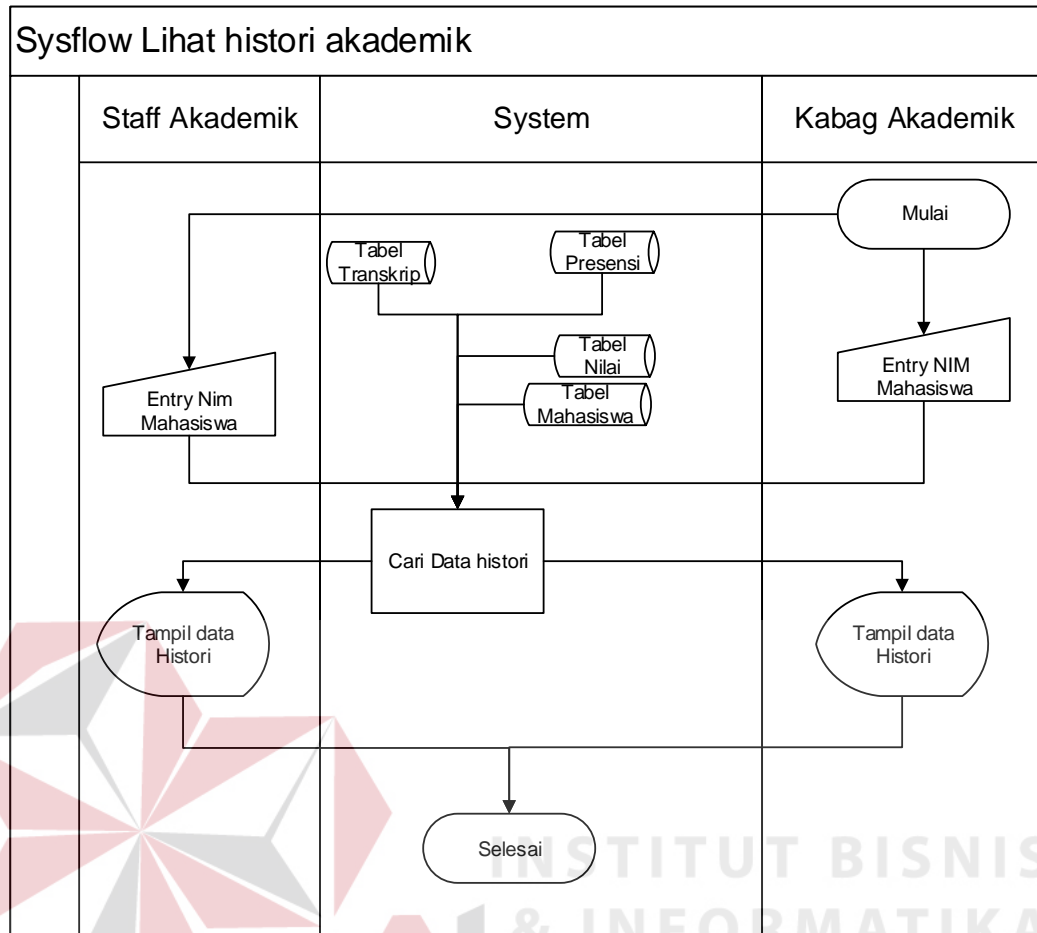 Sysflow Lihat histori akademik
Staff Akademik
System
Kabag Akademik
Mulai
Tabel
Transkrip
Tabel
Presensi
Tabel
Nilai
Tabel
Mahasiswa
Entry Nim
Mahasiswa
Entry NIM
Mahasiswa
Cari Data histori
Tampil data
Histori
Tampil data
Histori
Selesai
INSTITUT BISNIS
& INFORMATIKA